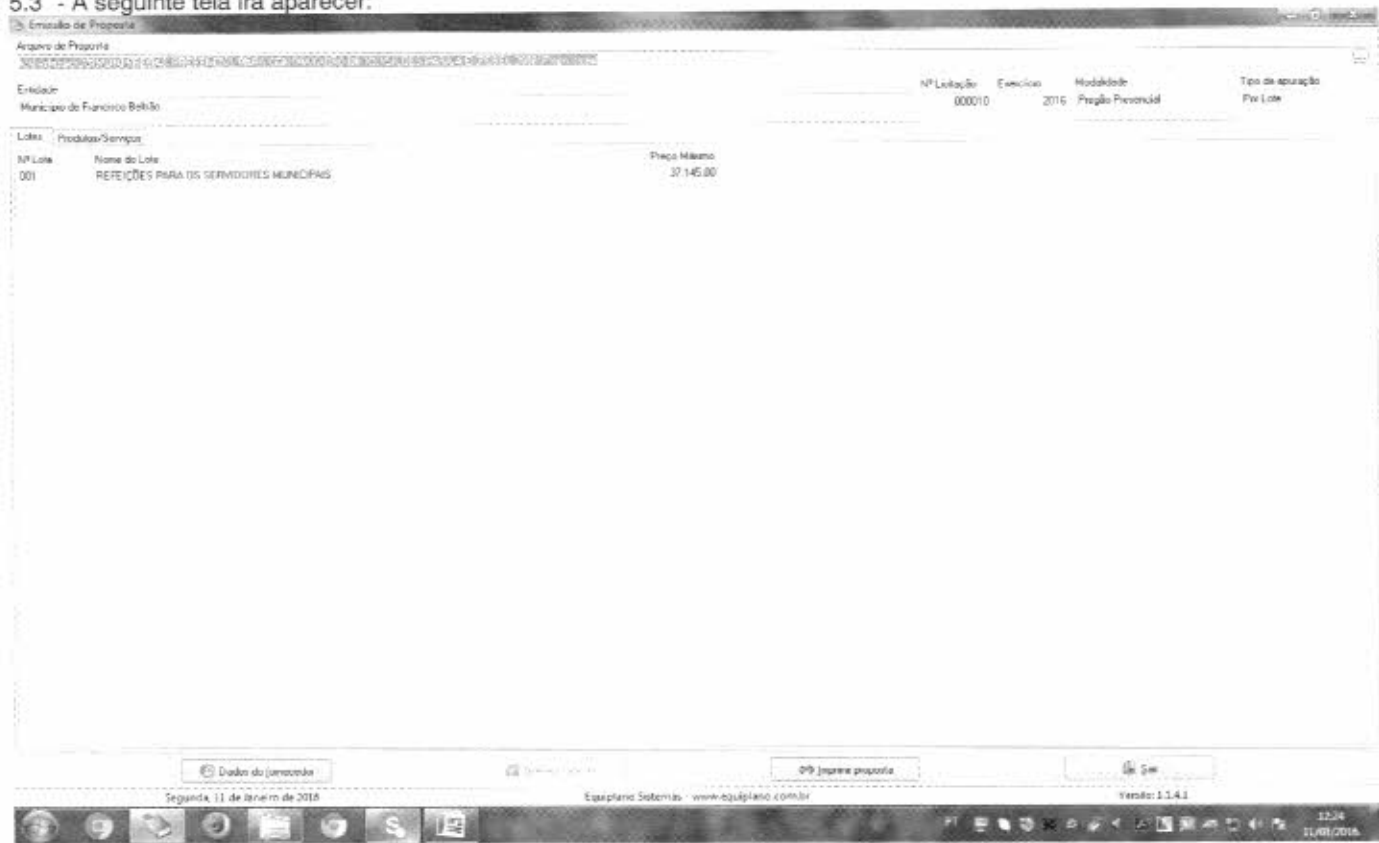 5.3 - A seguinte tela irá aparecer:
Emissão de Proposta
Arquivo de Proposta
Entidade
Município de Francisco Beltrão
Nº Licitação Exercício Modalidade Tipo de apuração
000010 2016 Pregão Presencial Por Lote
Lotes Produtos/Serviços
Nº Lote Nome do Lote Preço Máximo
001 REFEIÇÕES PARA OS SERVIDORES MUNICIPAIS 37.145,00
Dados do fornecedor
Imprime proposta
Sair
Segunda, 11 de Janeiro de 2016
Equiplano Sistemas - www.equiplano.com.br
Versão: 1.1.4.1
PT
12:24
11/01/2016